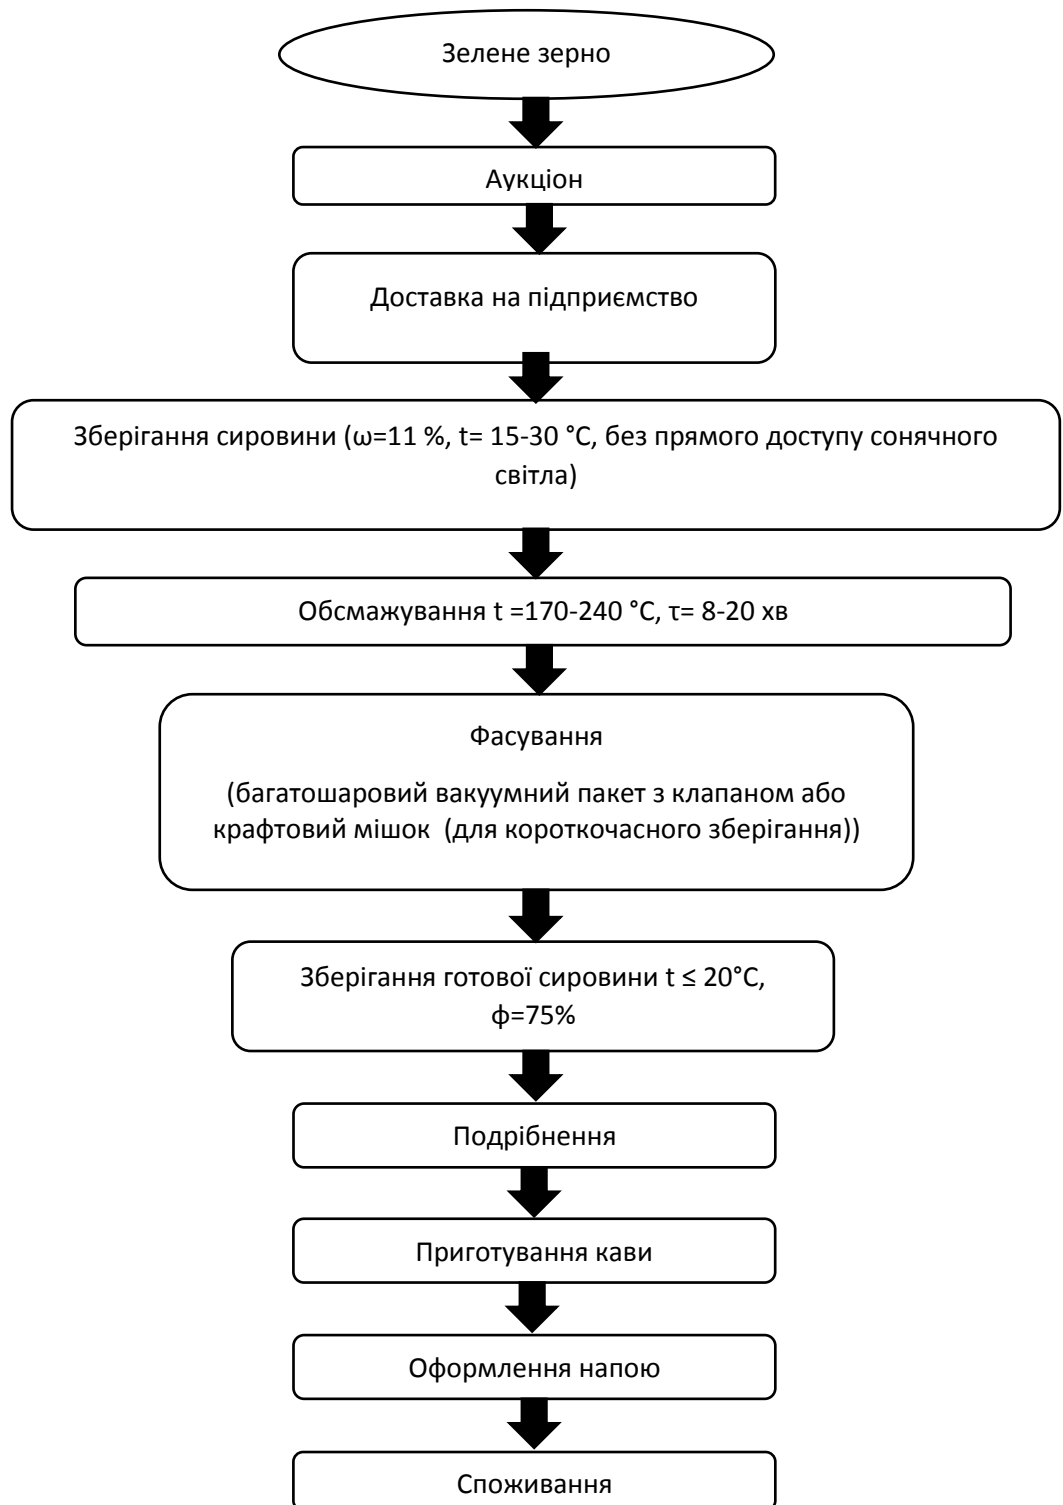 Зелене зерно
Аукціон
Доставка на підприємство
Зберігання сировини (ω=11 %, t= 15-30 °С, без прямого доступу сонячного
світла)
Обсмажування t =170-240 °С, τ= 8-20 хв
Фасування
(багатошаровий вакуумний пакет з клапаном або
крафтовий мішок  (для короткочасного зберігання))
Зберігання готової сировини t ≤ 20°С,
ф=75%
Подрібнення
Приготування кави
Оформлення напою
Споживання